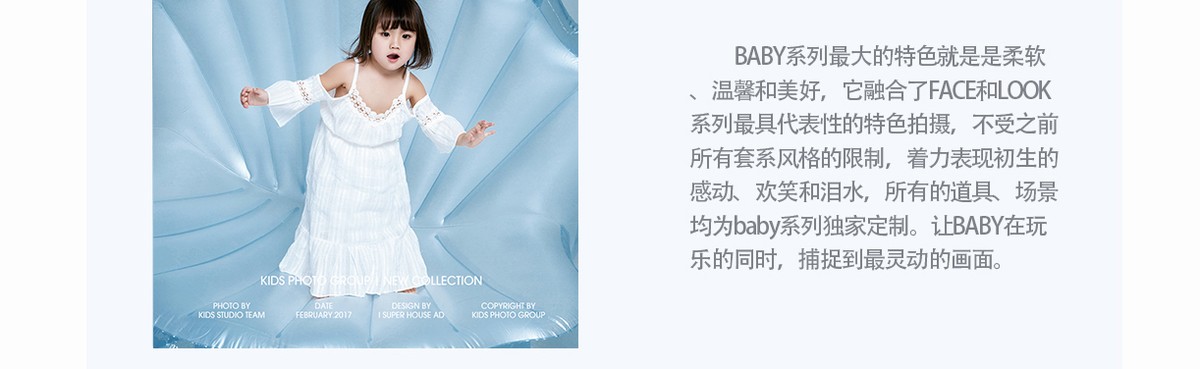 BABY系列最大的特色就是是柔软
、温馨和美好，它融合了FACE和LOOK
系列最具代表性的特色拍摄，不受之前
所有套系风格的限制，着力表现初生的
感动、欢笑和泪水，所有的道具、场景
均为baby系列独家定制。让BABY在玩
乐的同时，捕捉到最灵动的画面。
KIDS PHOTO GROUP / NEW COLLECTION
PHOTO BY
KIDS STUDIO TEAM
DATE
FEBRUARY.2017
DESIGN BY
I SUPER HOUSE AD
COPYRIGHT BY
KIDS PHOTO GROUP